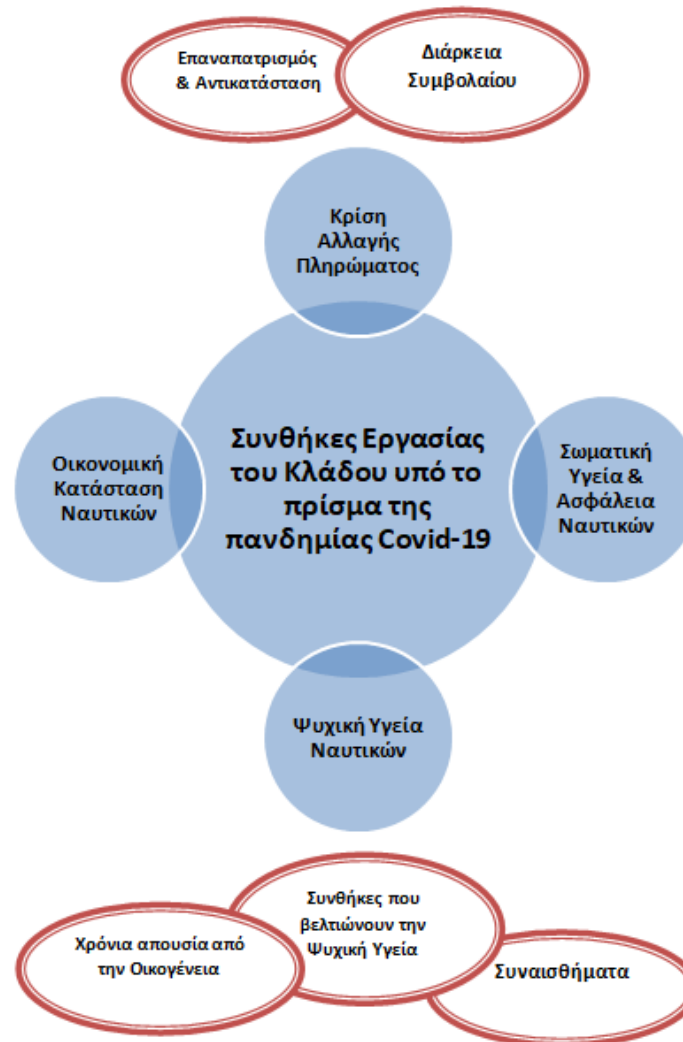 Επαναπατρισμός
& Αντικατάσταση
Διάρκεια
Συμβολαίου
Κρίση
Αλλαγής
Πληρώματος
Οικονομική
Κατάσταση
Ναυτικών
Συνθήκες Εργασίας
του Κλάδου υπό το
πρίσμα της
πανδημίας Covid-19
Σωματική
Υγεία &
Ασφάλεια
Ναυτικών
Ψυχική Υγεία
Ναυτικών
Χρόνια απουσία από
την Οικογένεια
Συνθήκες που
βελτιώνουν την
Ψυχική Υγεία
Συναισθήματα